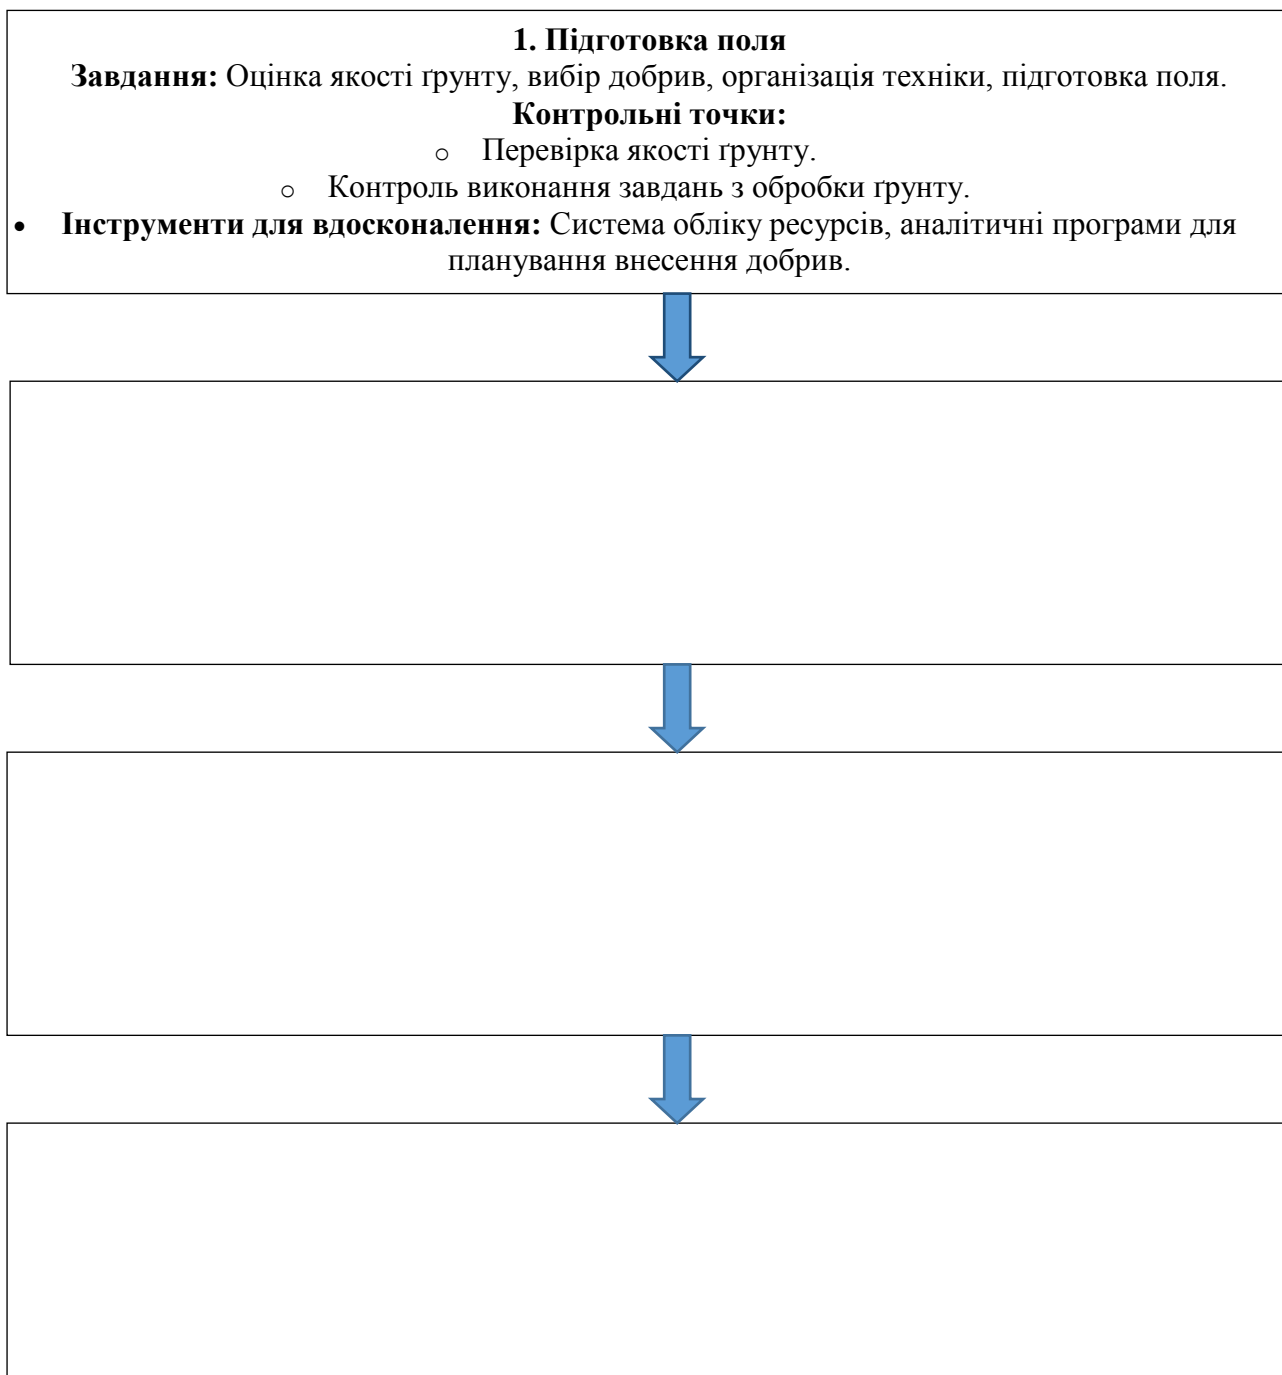 1. Підготовка поля
Завдання: Оцінка якості ґрунту, вибір добрив, організація техніки, підготовка поля.
Контрольні точки:
o Перевірка якості ґрунту.
o Контроль виконання завдань з обробки ґрунту.
• Інструменти для вдосконалення: Система обліку ресурсів, аналітичні програми для
планування внесення добрив.